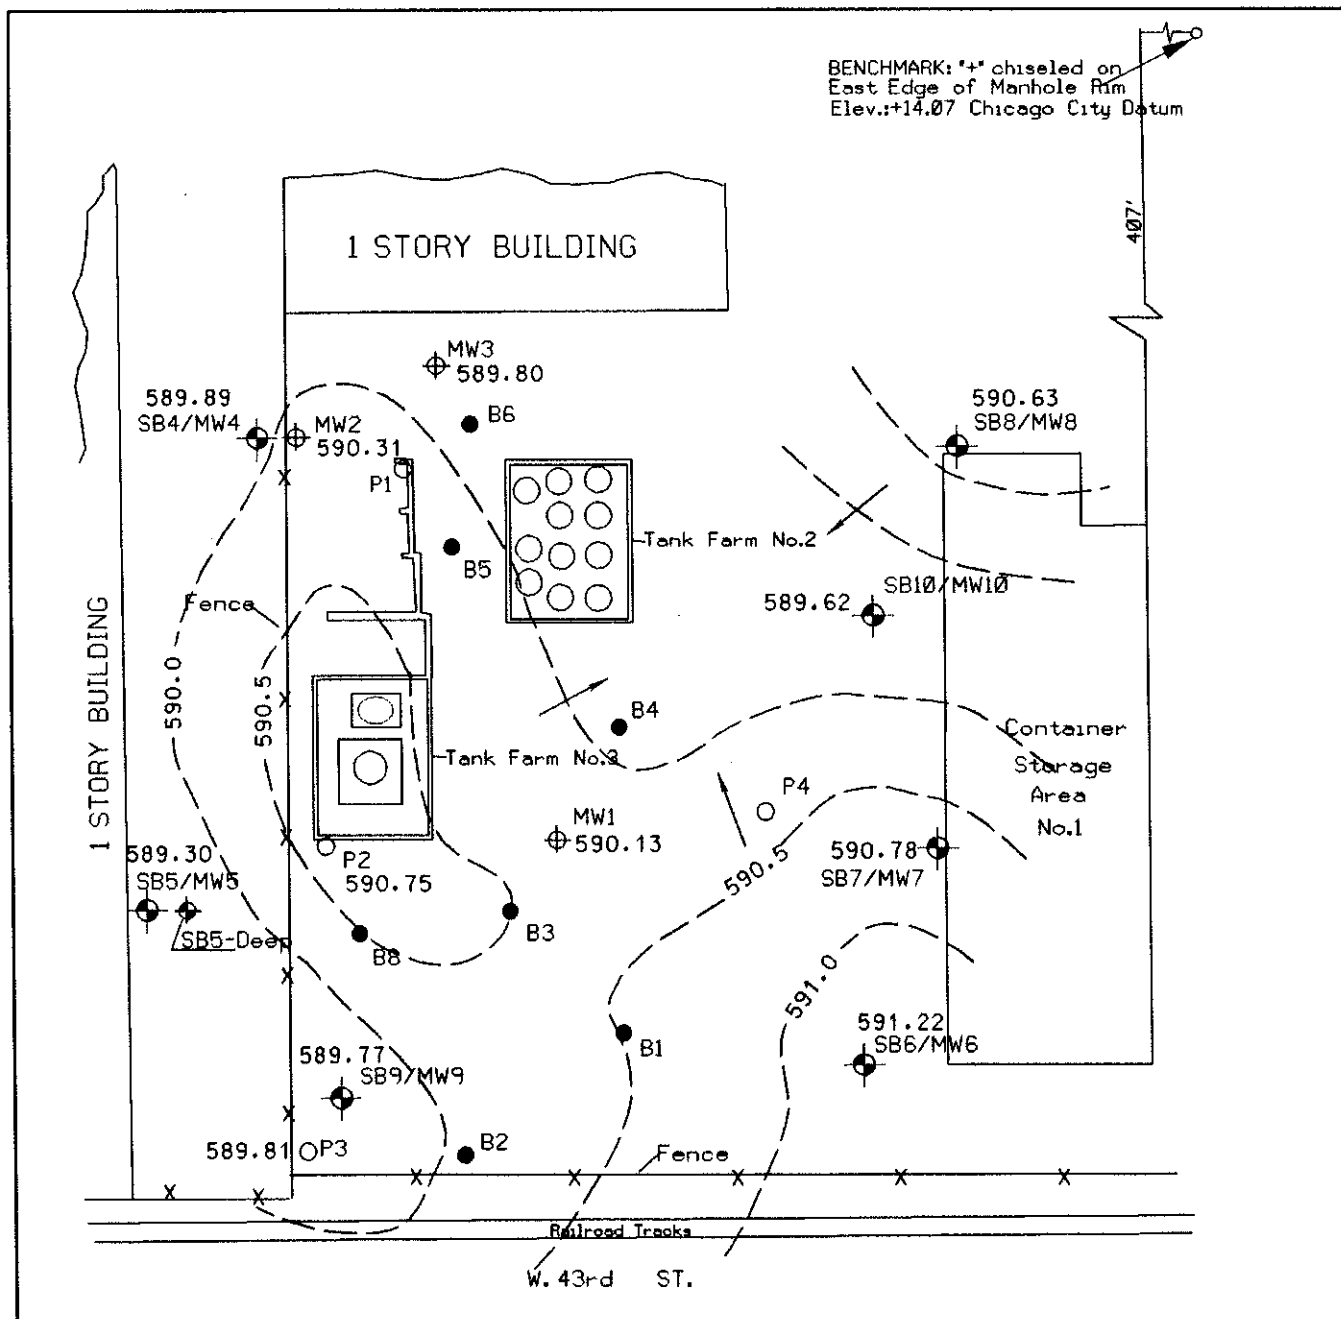 BENCHMARK: "+" chiseled on
East Edge of Manhole Rim
Elev.:+14.07 Chicago City Datum
407'
1 STORY BUILDING
MW3
589.80
589.89
SB4/MW4
MW2
590.31
B6
590.63
SB8/MW8
P1
Tank Farm No.2
B5
SB10/MW10
589.62
Fence
1 STORY BUILDING
590.0
590.5
B4
Container
Storage
Area
No.1
Tank Farm No.3
P4
MW1
590.13
589.30
SB5/MW5
P2
590.75
590.5
590.78
SB7/MW7
SB5-Deep
B8
B3
591.0
B1
591.22
SB6/MW6
589.77
SB9/MW9
589.81
P3
B2
Fence
Railroad Tracks
W. 43rd ST.